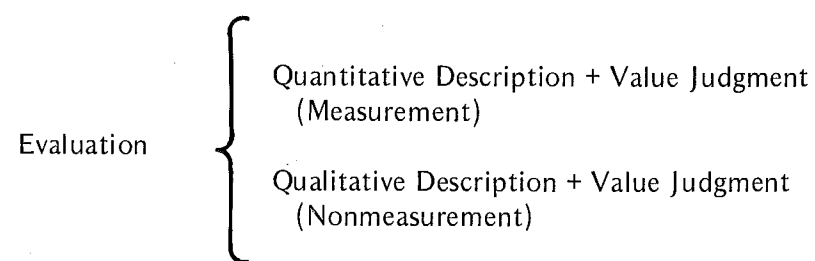 Quantitative Description + Value Judgment
(Measurement)
Evaluation
Qualitative Description + Value Judgment
(Nonmeasurement)